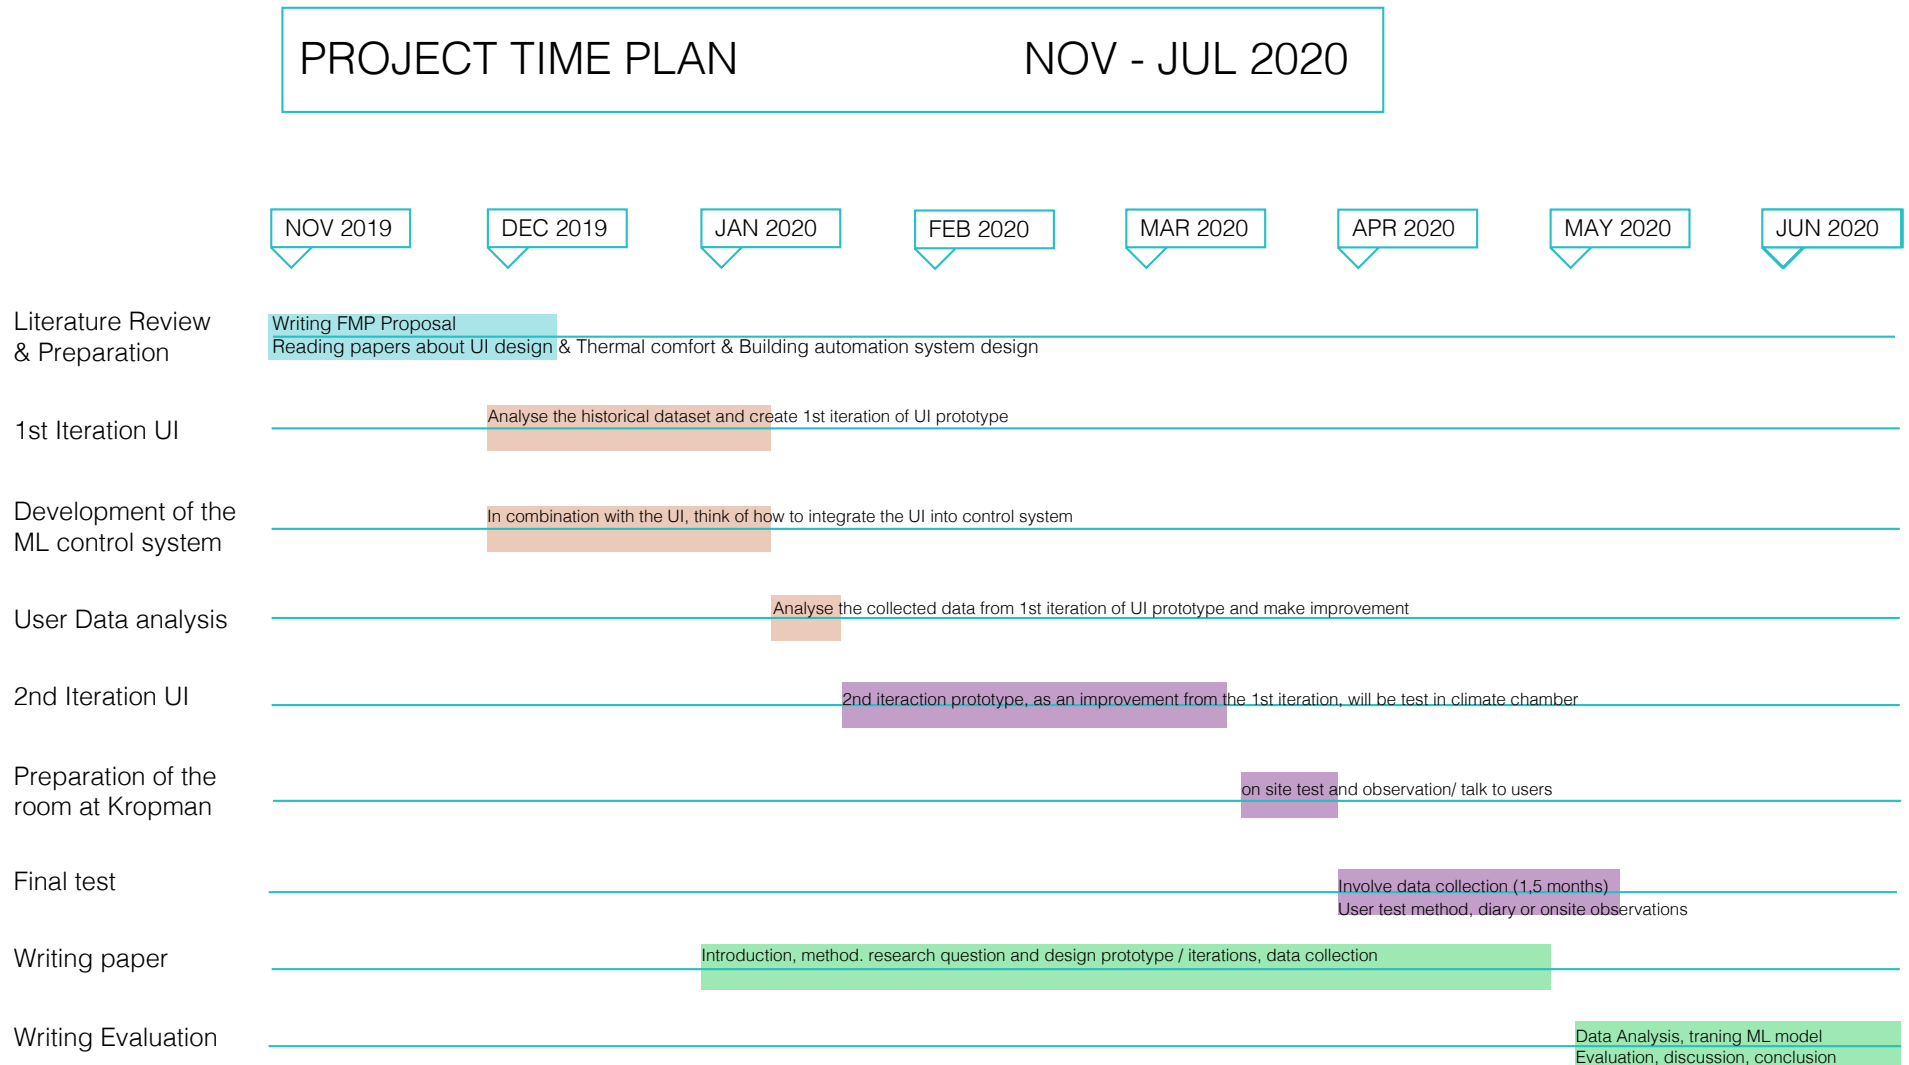 PROJECT TIME PLAN NOV - JUL 2020
NOV 2019 DEC 2019 JAN 2020 FEB 2020 MAR 2020 APR 2020 MAY 2020 JUN 2020
Literature Review
& Preparation
Writing FMP Proposal
Reading papers about UI design & Thermal comfort & Building automation system design
1st Iteration UI
Analyse the historical dataset and create 1st iteration of UI prototype
Development of the
ML control system
In combination with the UI, think of how to integrate the UI into control system
User Data analysis
Analyse the collected data from 1st iteration of UI prototype and make improvement
2nd Iteration UI
2nd iteraction prototype, as an improvement from the 1st iteration, will be test in climate chamber
Preparation of the
room at Kropman
on site test and observation/ talk to users
Final test
Involve data collection (1,5 months)
User test method, diary or onsite observations
Writing paper
Introduction, method. research question and design prototype / iterations, data collection
Writing Evaluation
Data Analysis, traning ML model
Evaluation, discussion, conclusion